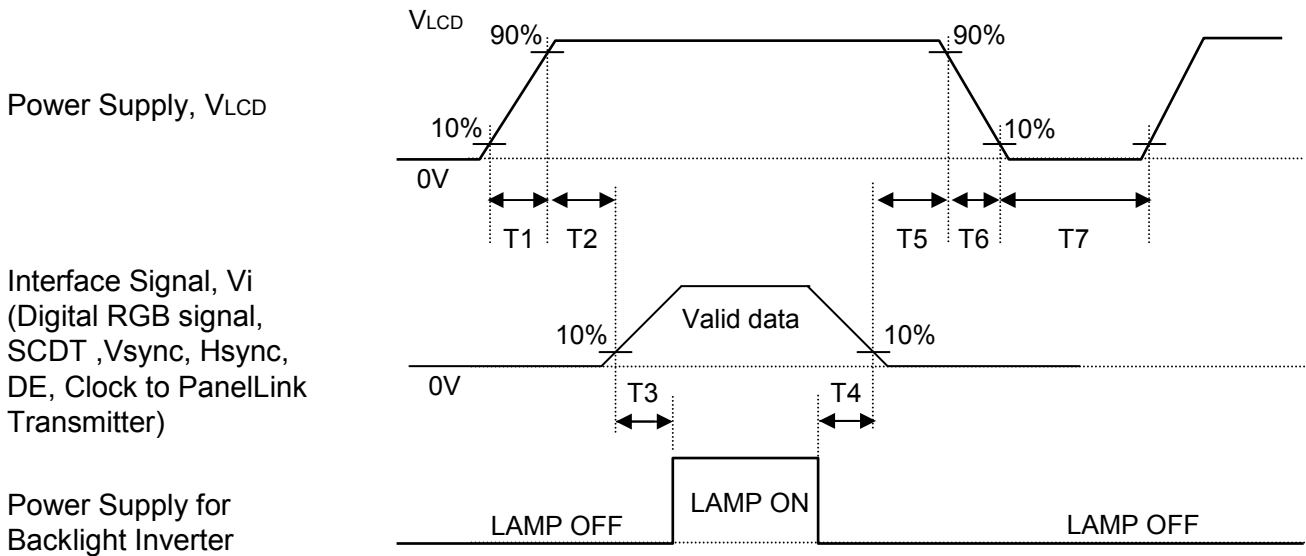 VLCD
90%
90%
Power Supply, VLCD
10%
10%
0V
T1
T2
T5
T6
T7
Interface Signal, Vi
(Digital RGB signal,
SCDT ,Vsync, Hsync,
DE, Clock to PanelLink
Transmitter)
10%
Valid data
10%
0V
T3
T4
Power Supply for
Backlight Inverter
LAMP OFF
LAMP ON
LAMP OFF